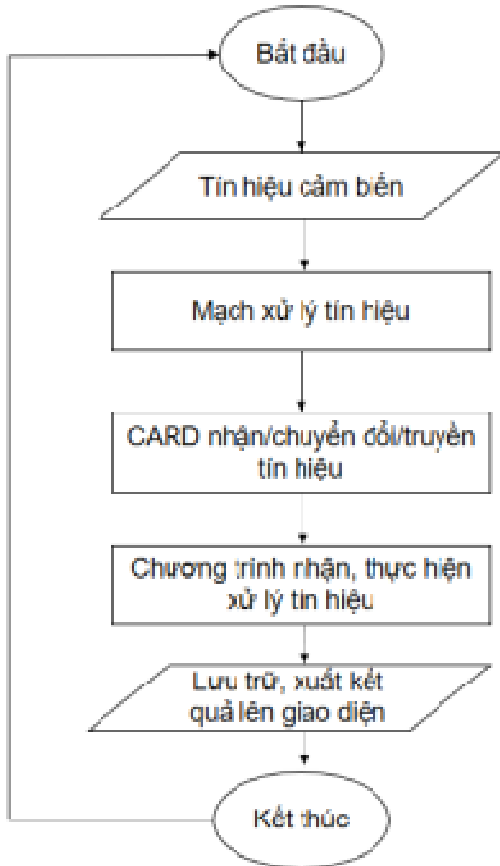 Bắt đầu
Tín hiệu cảm biến
Mạch xử lý tín hiệu
CARD nhận/chuyển đổi/truyền
tín hiệu
Chương trình nhận, thực hiện
xử lý tín hiệu
Lưu trữ, xuất kết
quả lên giao diện
Kết thúc